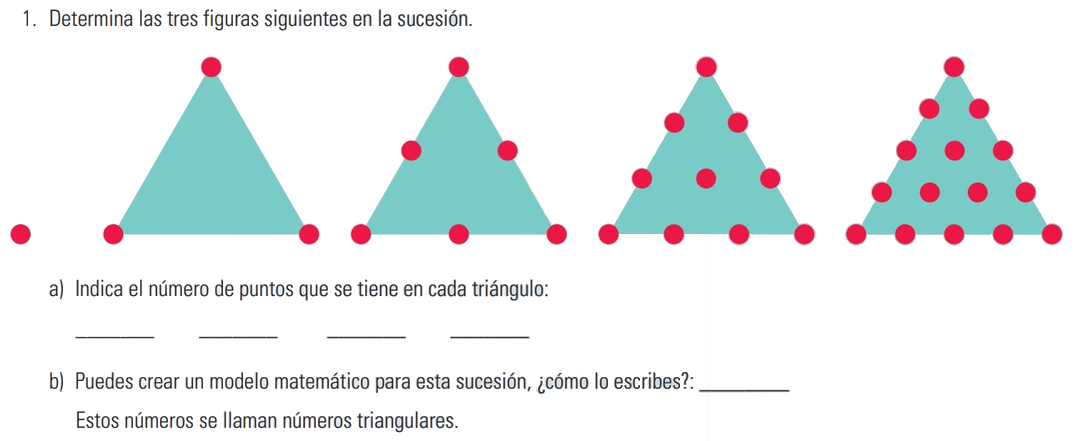 1. Determina las tres figuras siguientes en la sucesión.
a) Indica el número de puntos que se tiene en cada triángulo:
________ ________ ________ ________
b) Puedes crear un modelo matemático para esta sucesión, ¿cómo lo escribes?: _________
Estos números se llaman números triangulares.